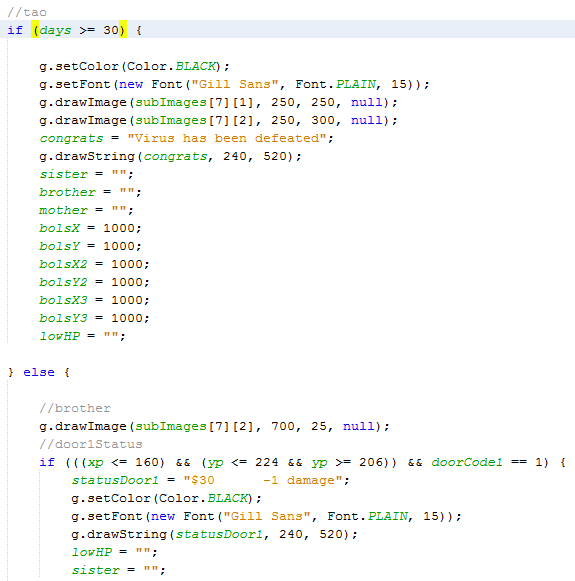 //tao
if (days >= 30) {
g.setColor(Color.BLACK);
g.setFont(new Font("Gill Sans", Font.PLAIN, 15));
g.drawImage(subImages[7][1], 250, 250, null);
g.drawImage(subImages[7][2], 250, 300, null);
congrats = "Virus has been defeated";
g.drawString(congrats, 240, 520);
sister = "";
brother = "";
mother = "";
bolsX = 1000;
bolsY = 1000;
bolsX2 = 1000;
bolsY2 = 1000;
bolsX3 = 1000;
bolsY3 = 1000;
lowHP = "";
} else {
//brother
g.drawImage(subImages[7][2], 700, 25, null);
//door1Status
if (((xp <= 160) && (yp <= 224 && yp >= 206)) && doorCode1 == 1) {
statusDoor1 = "$30      -1 damage";
g.setColor(Color.BLACK);
g.setFont(new Font("Gill Sans", Font.PLAIN, 15));
g.drawString(statusDoor1, 240, 520);
lowHP = "";
sister = "";